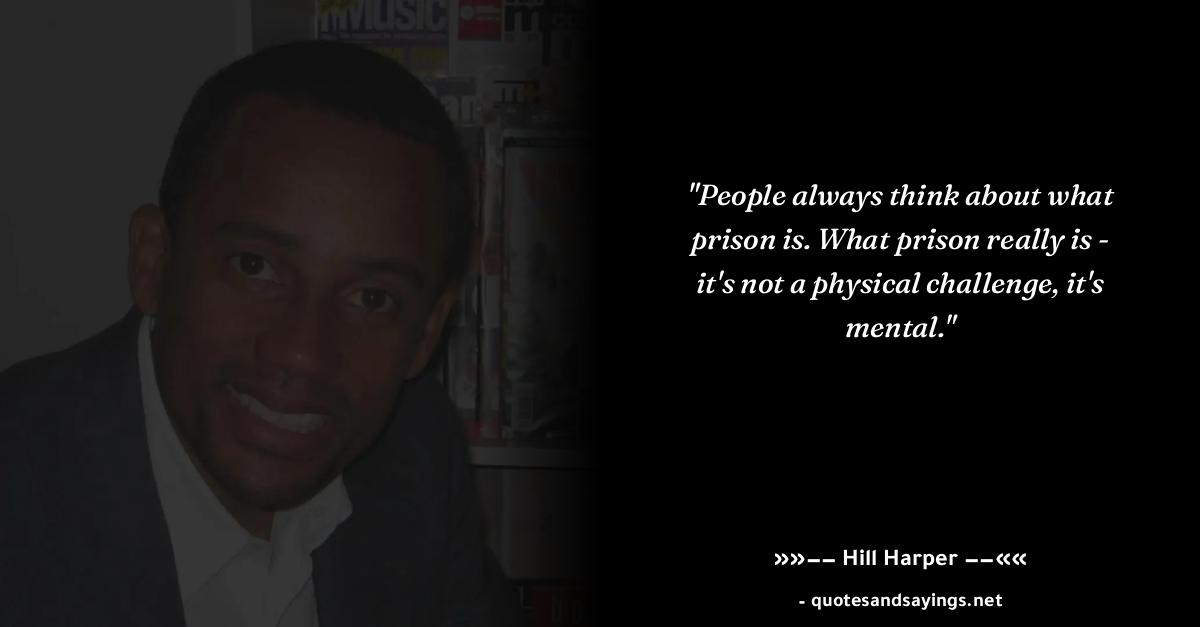 MUSIC
"People always think about what
prison is. What prison really is -
it's not a physical challenge, it's
mental."
»»−− Hill Harper −−««
- quotesandsayings.net